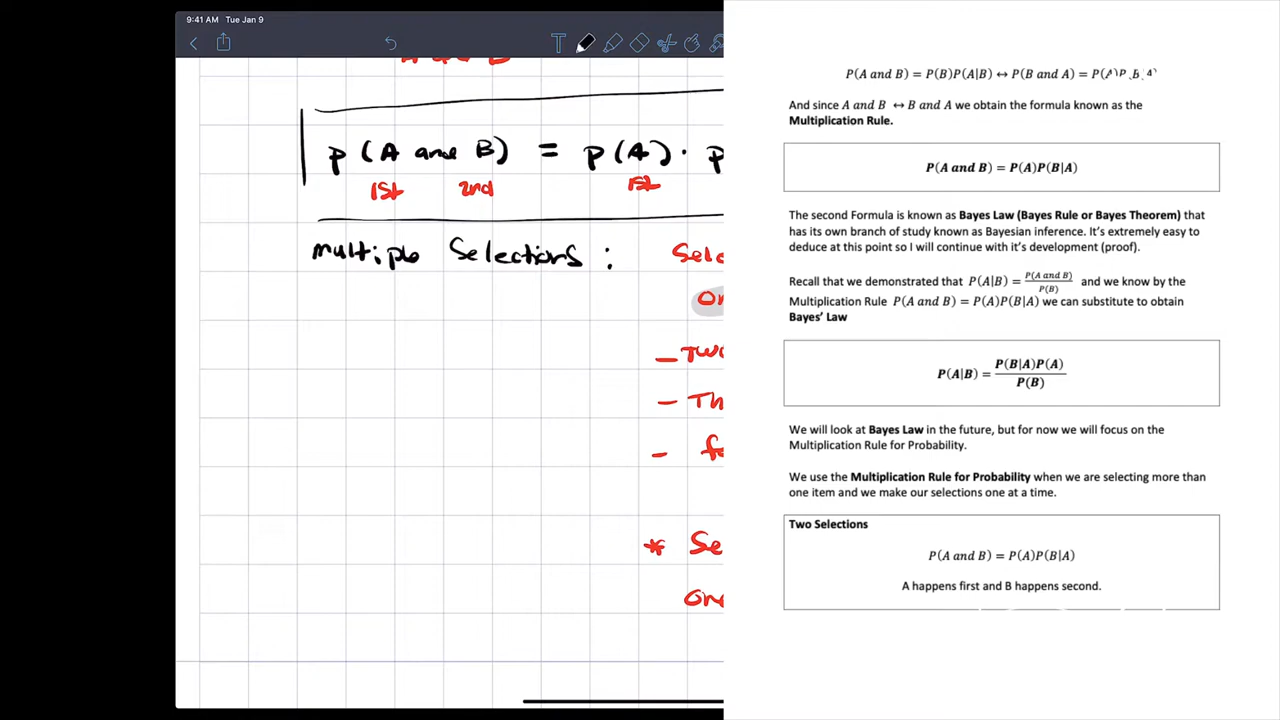 9:41 AM Tue Jan 9
A and B
p (A and B) = p(A) · p
1st 2nd 1st
Multiple Selections :
— Th
* Se
P(A and B) = P(B)P(A|B) ↔ P(B and A) =
And since A and B ↔ B and A we obtain the formula known as the
Multiplication Rule.
P(A and B) = P(A)P(B|A)
The second Formula is known as Bayes Law (Bayes Rule or Bayes Theorem) that
has its own branch of study known as Bayesian inference. It's extremely easy to
deduce at this point so I will continue with it's development (proof).
Recall that we demonstrated that P(A|B) = P(A and B)/P(B) and we know by the
Multiplication Rule P(A and B) = P(A)P(B|A) we can substitute to obtain
Bayes' Law
P(A|B) = P(B|A)P(A)/P(B)
We will look at Bayes Law in the future, but for now we will focus on the
Multiplication Rule for Probability.
We use the Multiplication Rule for Probability when we are selecting more than
one item and we make our selections one at a time.
Two Selections
P(A and B) = P(A)P(B|A)
A happens first and B happens second.